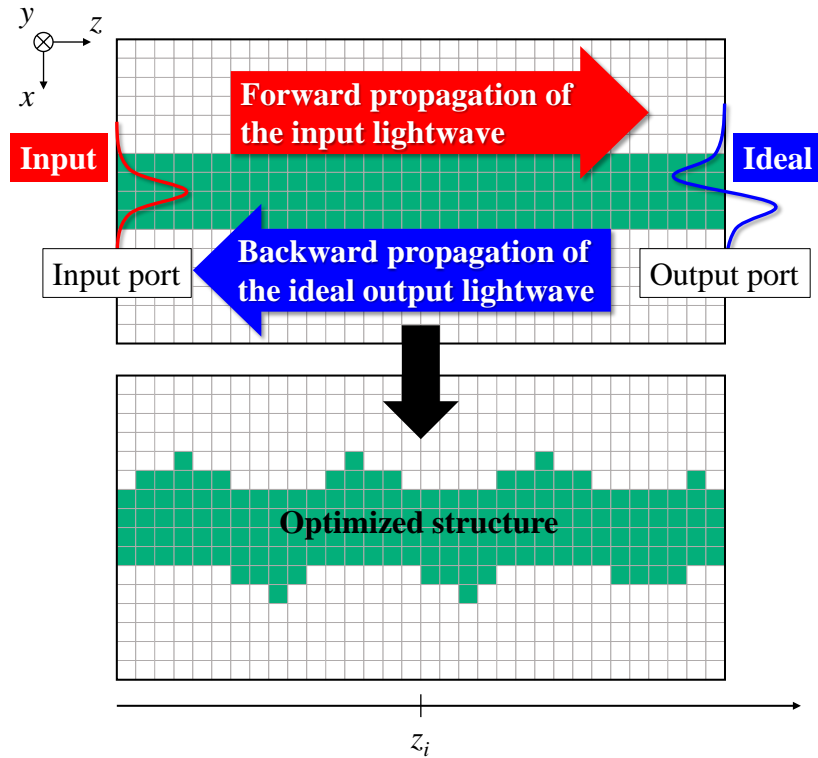 y
z
x
Forward propagation of
the input lightwave
Input
Ideal
Backward propagation of
the ideal output lightwave
Input port
Output port
Optimized structure
z_i